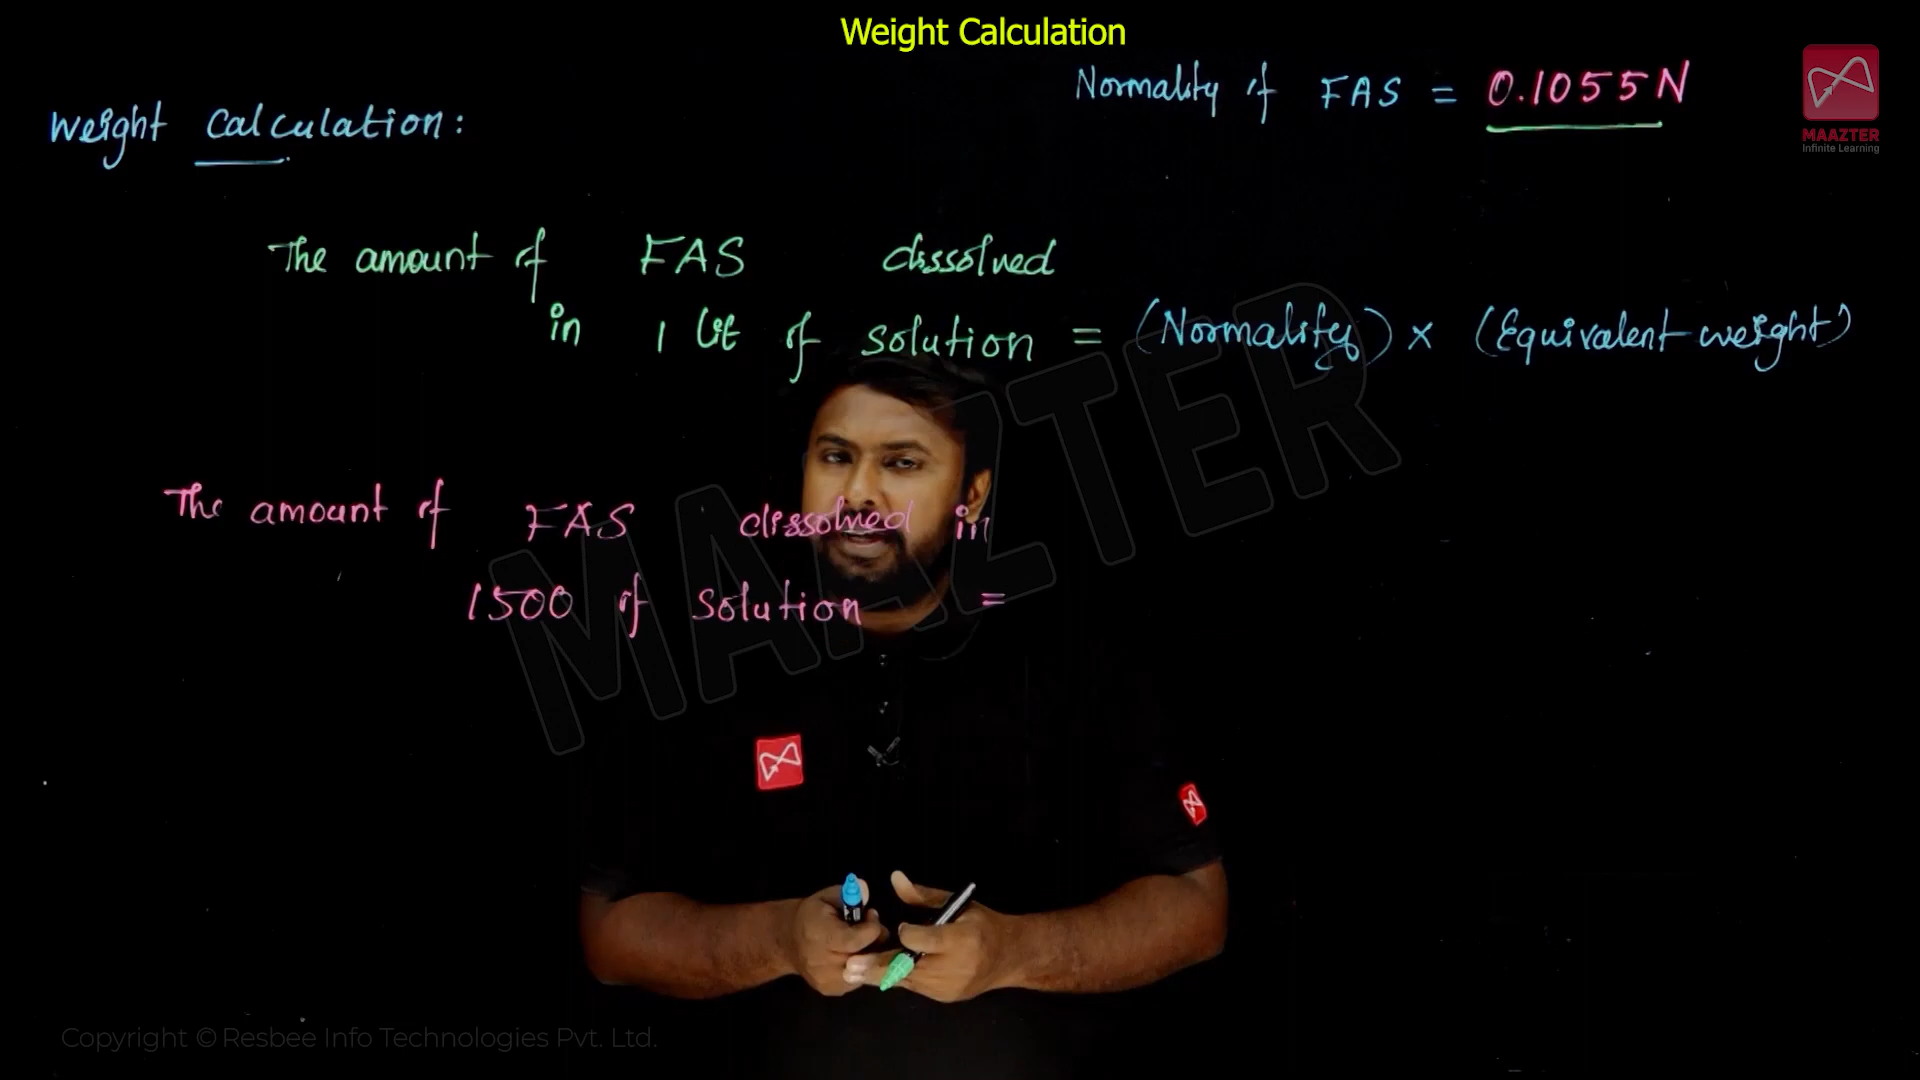 Weight Calculation
Normality of FAS = 0.1055N
MAAZTER
Infinite Learning
Weight Calculation:
The amount of FAS dissolved
in 1 lit of solution = (Normality) × (Equivalent weight)
The amount of FAS dissolved in
1500 of solution =
MAAZTER
Copyright © Resbee Info Technologies Pvt. Ltd.